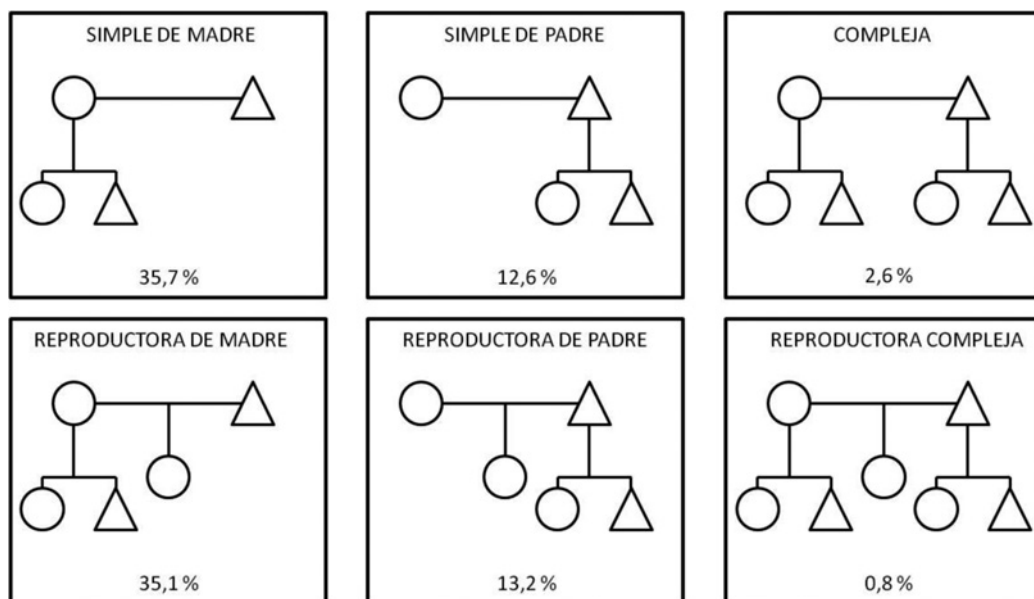 SIMPLE DE MADRE
35,7 %
SIMPLE DE PADRE
12,6 %
COMPLEJA
2,6 %
REPRODUCTORA DE MADRE
35,1 %
REPRODUCTORA DE PADRE
13,2 %
REPRODUCTORA COMPLEJA
0,8 %